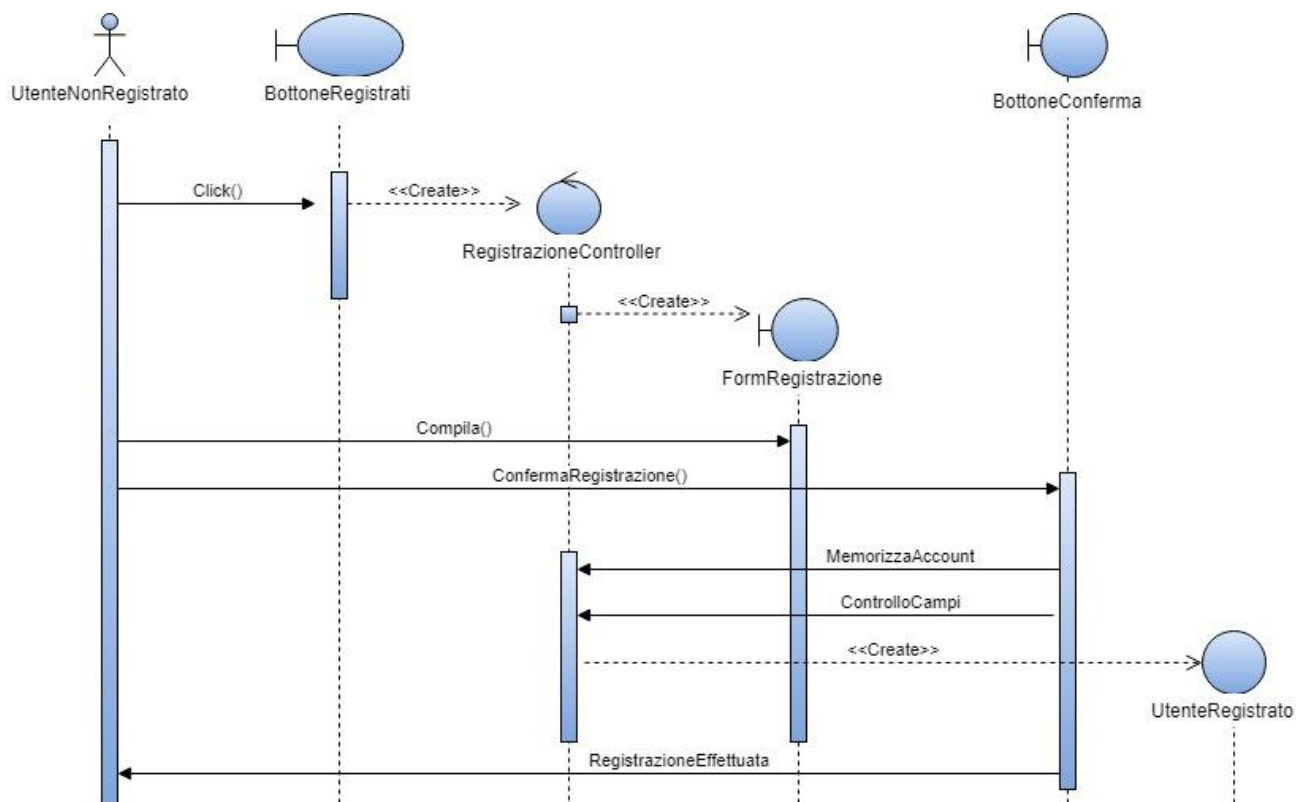 UtenteNonRegistrato
BottoneRegistrati
BottoneConferma
Click()
<<Create>>
RegistrazioneController
<<Create>>
FormRegistrazione
Compila()
ConfermaRegistrazione()
MemorizzaAccount
ControlloCampi
<<Create>>
UtenteRegistrato
RegistrazioneEffettuata